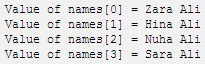 Value of names[0] = Zara Ali
Value of names[1] = Hina Ali
Value of names[2] = Nuha Ali
Value of names[3] = Sara Ali